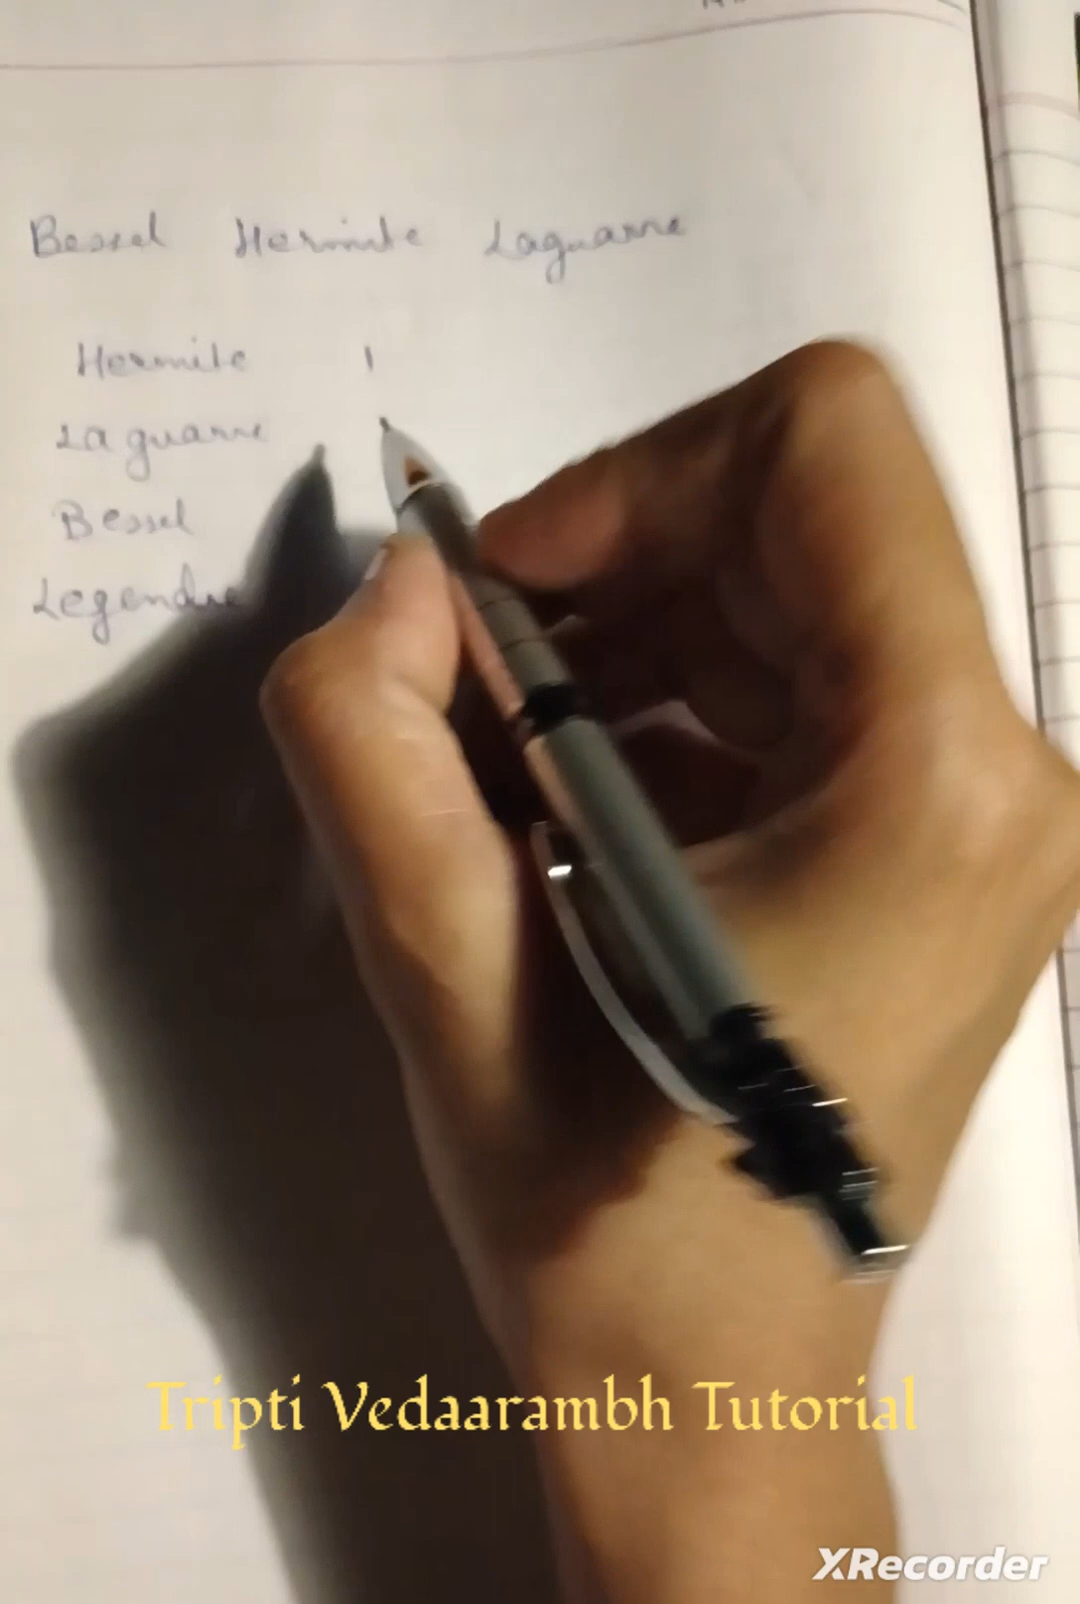 Bessel Hermite Laguarre
Hermite 1
Laguarre
Bessel
Legendre
Tripti Vedaarambh Tutorial
XRecorder